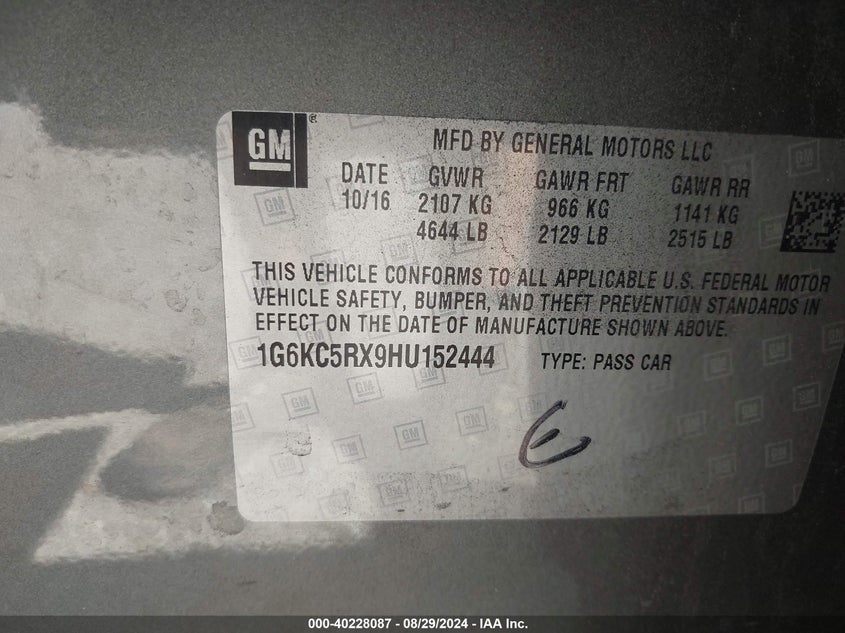 GM ®
MFD BY GENERAL MOTORS LLC
DATE GVWR GAWR FRT GAWR RR
10/16 2107 KG 966 KG 1141 KG
4644 LB 2129 LB 2515 LB
THIS VEHICLE CONFORMS TO ALL APPLICABLE U.S. FEDERAL MOTOR
VEHICLE SAFETY, BUMPER, AND THEFT PREVENTION STANDARDS IN
EFFECT ON THE DATE OF MANUFACTURE SHOWN ABOVE.
1G6KC5RX9HU152444 TYPE: PASS CAR
000-40228087 - 08/29/2024 - IAA Inc.